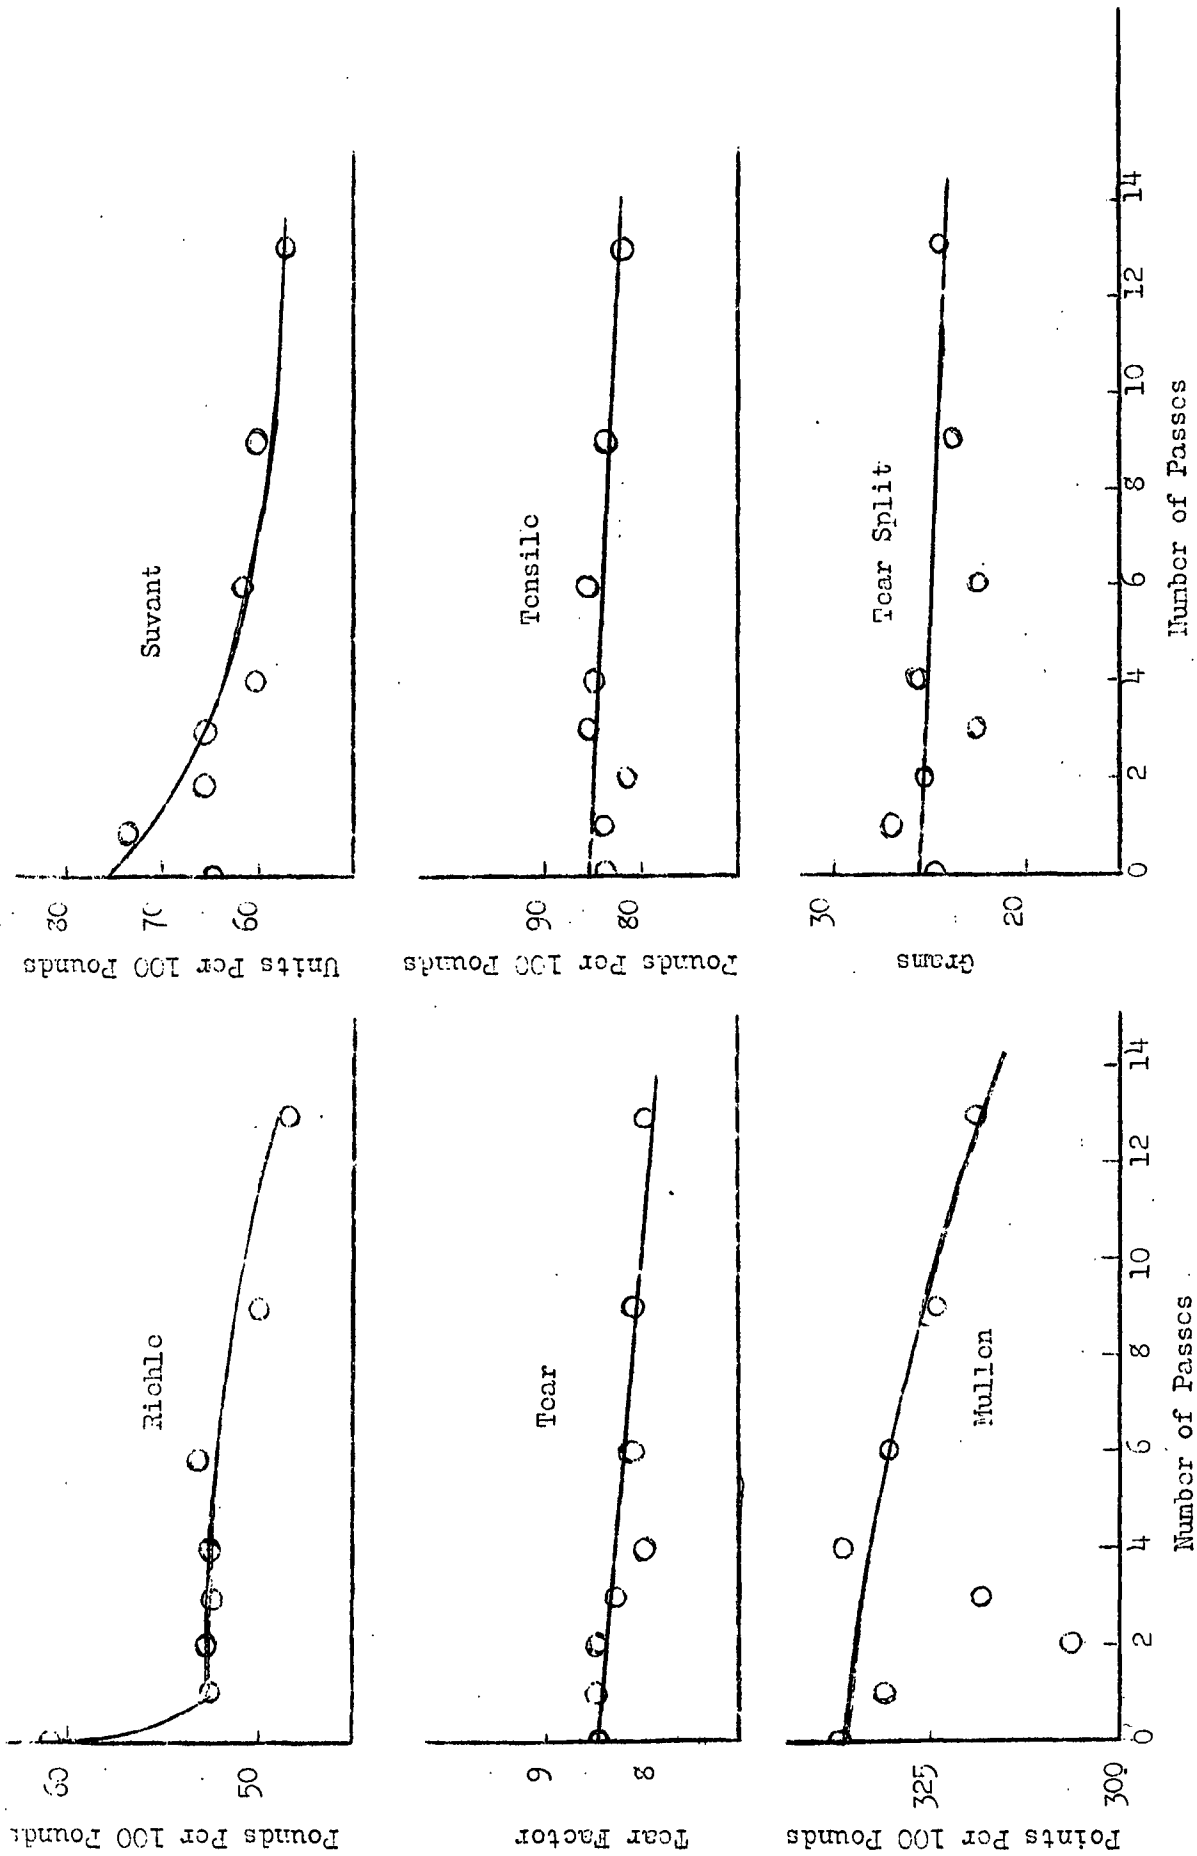 Pounds Per 100 Pounds
60
50
Riehle
Units Per 100 Pounds
80
70
60
Suvant
Tear Factor
9
8
Tear
Pounds Per 100 Pounds
90
80
Tensile
Points Per 100 Pounds
325
300
Mullen
0 2 4 6 8 10 12 14
Number of Passes
Grams
30
20
Tear Split
0 2 4 6 8 10 12 14
Number of Passes